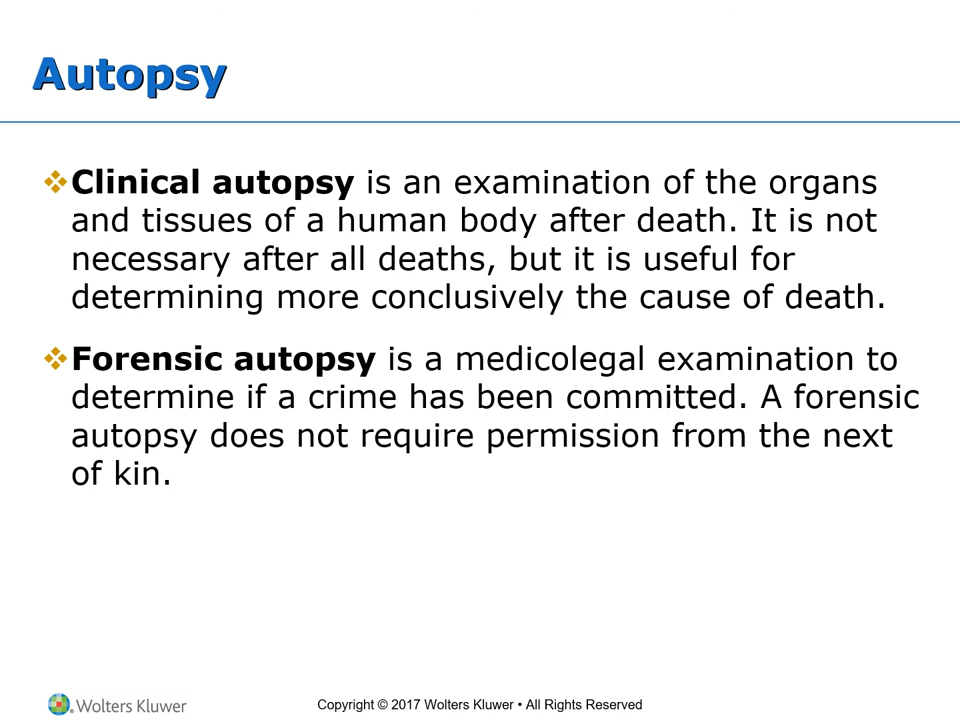 Autopsy
Clinical autopsy is an examination of the organs
and tissues of a human body after death. It is not
necessary after all deaths, but it is useful for
determining more conclusively the cause of death.
Forensic autopsy is a medicolegal examination to
determine if a crime has been committed. A forensic
autopsy does not require permission from the next
of kin.
Wolters Kluwer
Copyright © 2017 Wolters Kluwer • All Rights Reserved